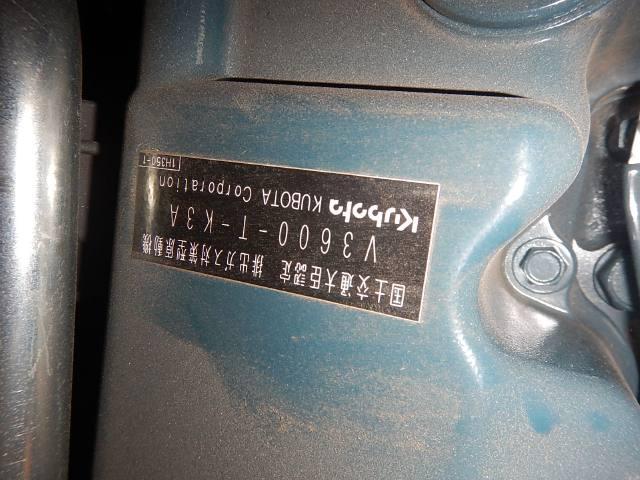 国土交通大臣認定
排出ガス対策型原動機
V3600-T-K3A
Kubota KUBOTA Corporation
1H350-1